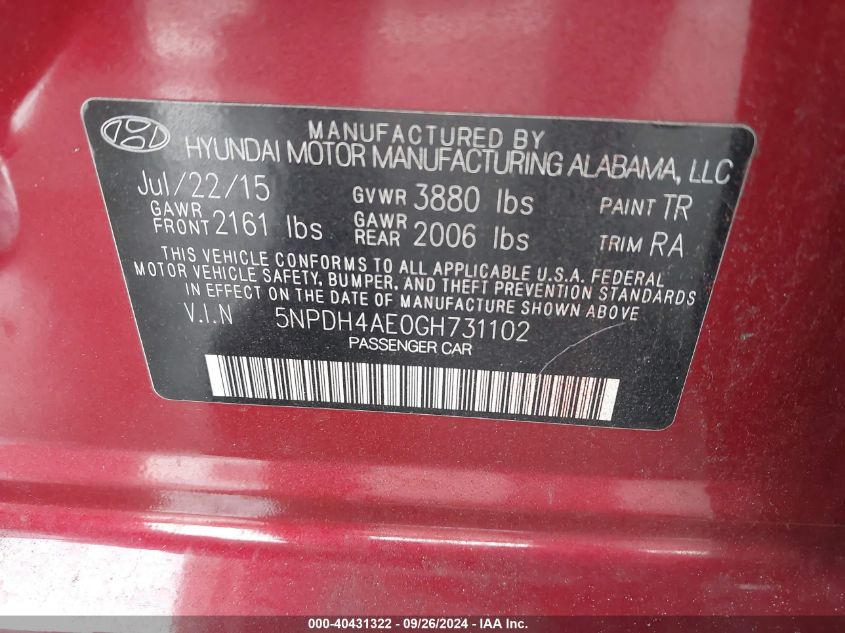 MANUFACTURED BY
HYUNDAI MOTOR MANUFACTURING ALABAMA, LLC
Jul/22/15 GVWR 3880 lbs PAINT TR
GAWR FRONT 2161 lbs GAWR REAR 2006 lbs TRIM RA
THIS VEHICLE CONFORMS TO ALL APPLICABLE U.S.A. FEDERAL
MOTOR VEHICLE SAFETY, BUMPER, AND THEFT PREVENTION STANDARDS
IN EFFECT ON THE DATE OF MANUFACTURE SHOWN ABOVE
V.I.N 5NPDH4AE0GH731102
PASSENGER CAR
000-40431322 - 09/26/2024 - IAA Inc.